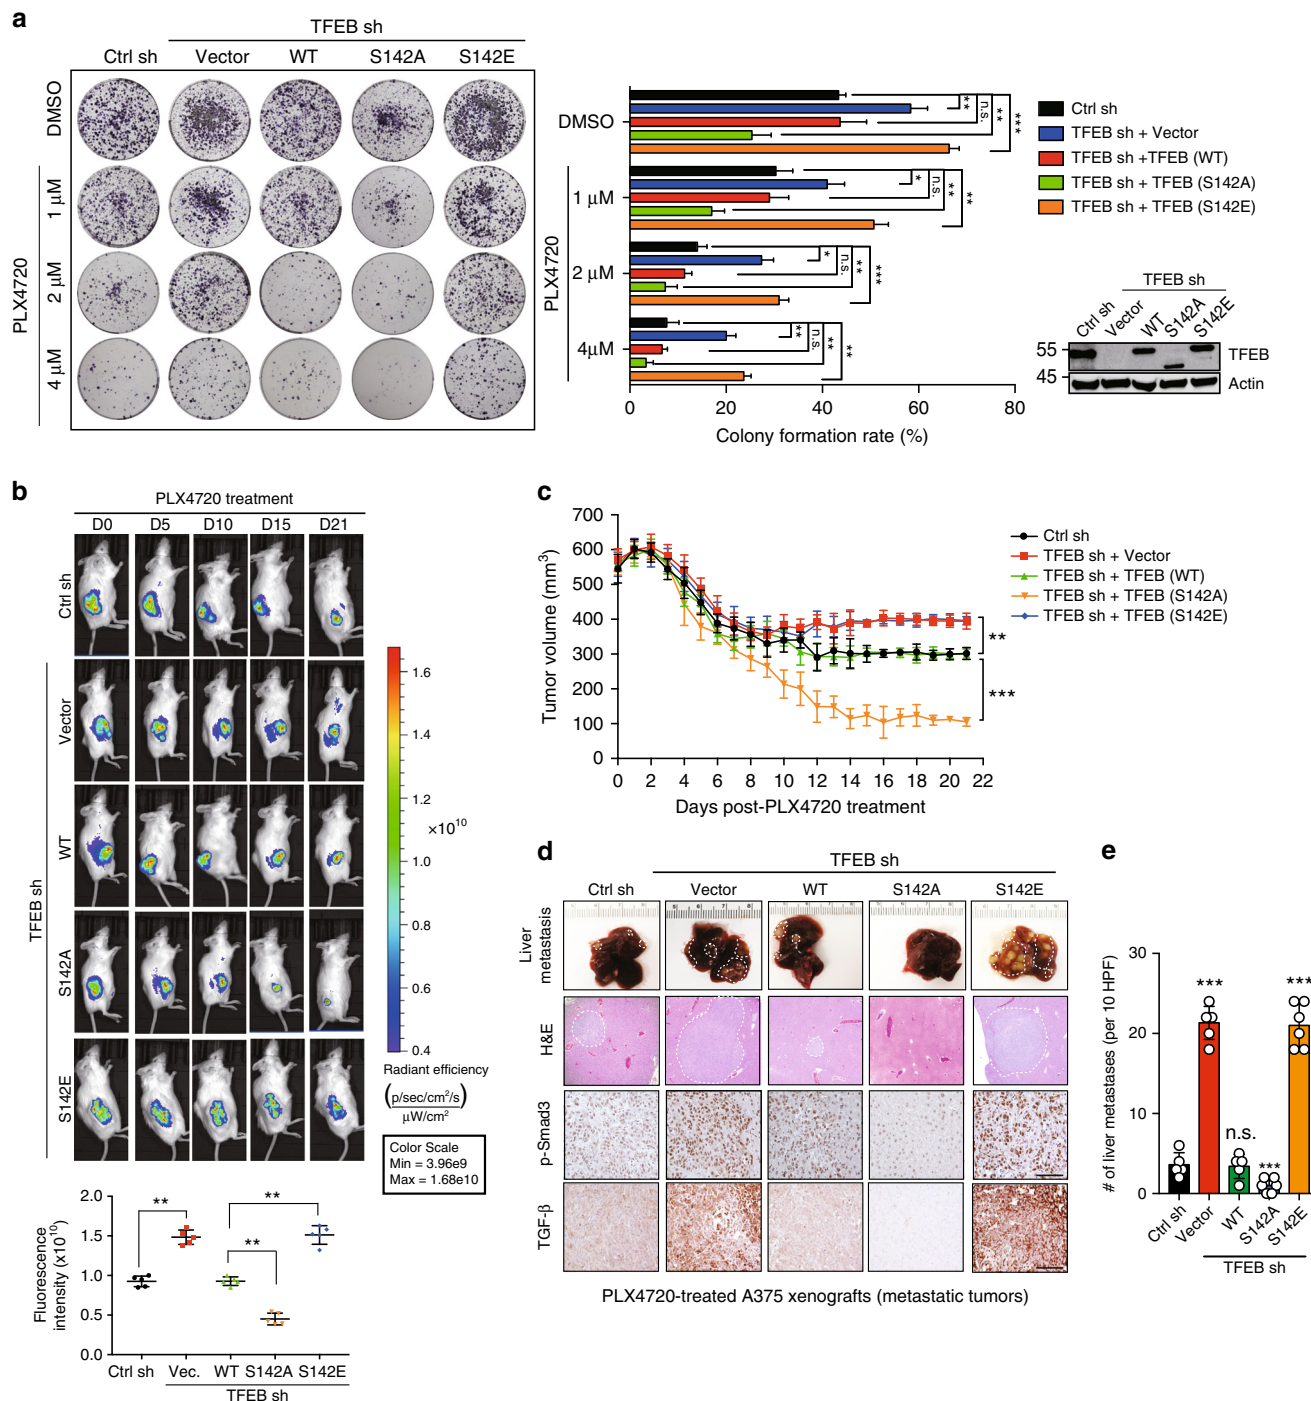 a
TFEB sh
Ctrl sh Vector WT S142A S142E
DMSO
1 μM
2 μM
4 μM
PLX4720
DMSO
1 μM
2 μM
4μM
PLX4720
** n.s. ** ***
* n.s. ** **
* n.s. ** ***
** n.s. ** **
0 20 40 60 80
Colony formation rate (%)
Ctrl sh
TFEB sh + Vector
TFEB sh +TFEB (WT)
TFEB sh + TFEB (S142A)
TFEB sh + TFEB (S142E)
TFEB sh
Ctrl sh Vector WT S142A S142E
55 TFEB
45 Actin
b
PLX4720 treatment
D0 D5 D10 D15 D21
Ctrl sh
Vector
WT
S142A
S142E
TFEB sh
1.6
1.4
1.2
×10¹⁰
1.0
0.8
0.6
0.4
Radiant efficiency
(p/sec/cm²/s)
μW/cm²
Color Scale
Min = 3.96e9
Max = 1.68e10
Fluorescence
intensity (x10¹⁰)
2.0
1.5
1.0
0.5
0.0
** ** **
Ctrl sh Vec. WT S142A S142E
TFEB sh
c
Tumor volume (mm³)
700
600
500
400
300
200
100
0
0 2 4 6 8 10 12 14 16 18 20 22
Days post-PLX4720 treatment
Ctrl sh
TFEB sh + Vector
TFEB sh + TFEB (WT)
TFEB sh + TFEB (S142A)
TFEB sh + TFEB (S142E)
**
***
d
TFEB sh
Ctrl sh Vector WT S142A S142E
Liver
metastasis
H&E
p-Smad3
TGF-β
PLX4720-treated A375 xenografts (metastatic tumors)
e
# of liver metastases (per 10 HPF)
30
20
10
0
*** n.s. *** ***
Ctrl sh Vector WT S142A S142E
TFEB sh